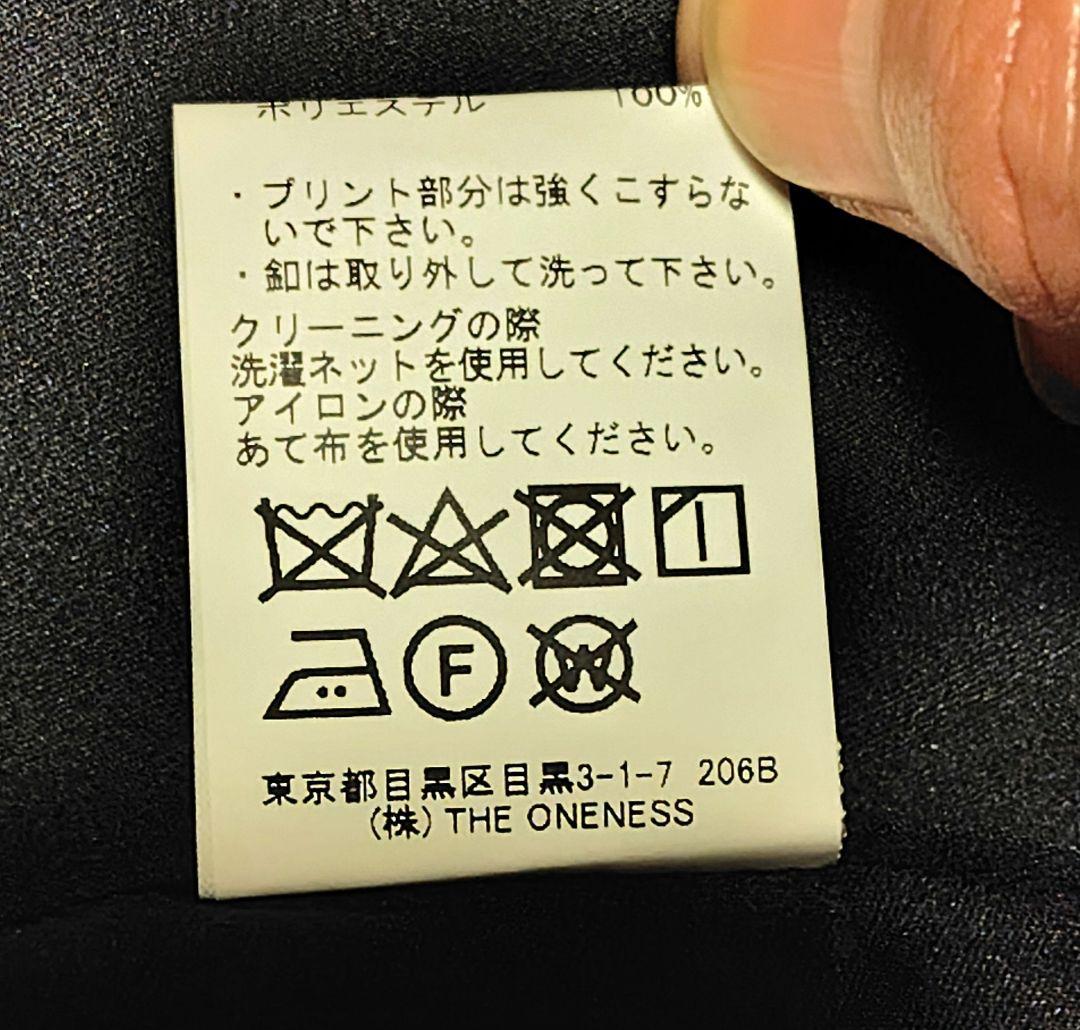 ポリエステル 100%
・プリント部分は強くこすらな
いで下さい。
・釦は取り外して洗って下さい。
クリーニングの際
洗濯ネットを使用してください。
アイロンの際
あて布を使用してください。
F W
東京都目黒区目黒3-1-7 206B
(株) THE ONENESS